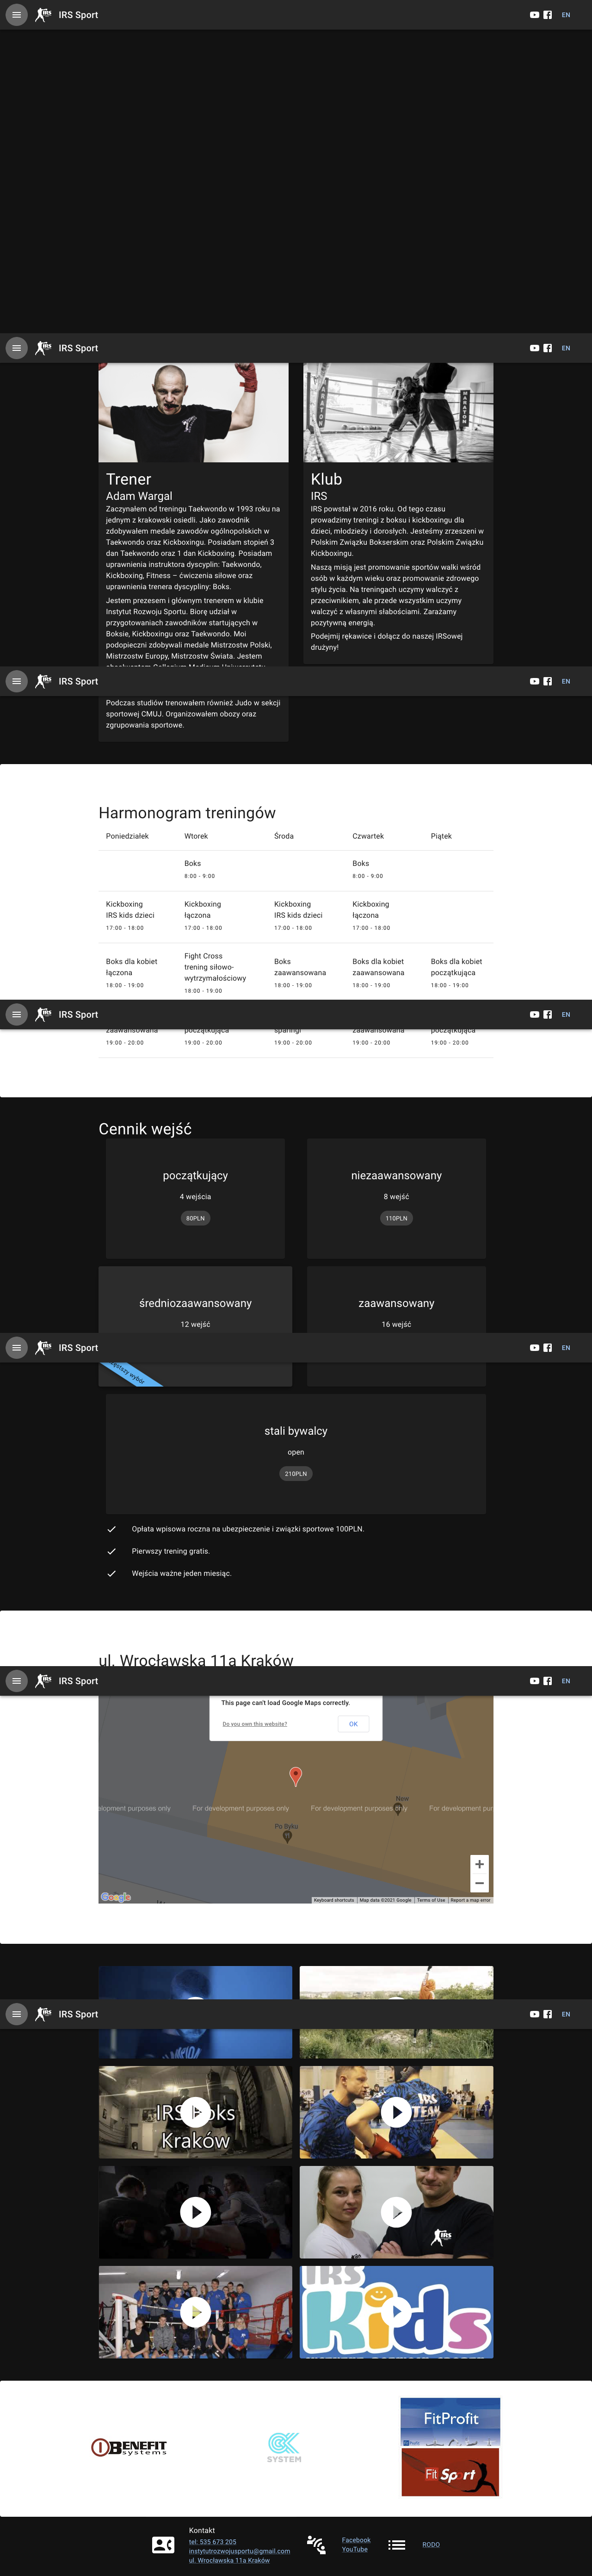 IRS Sport
EN
IRS Sport
EN
MARATON
Trener
Adam Wargal
Zaczynałem od treningu Taekwondo w 1993 roku na
jednym z krakowski osiedli. Jako zawodnik
zdobywałem medale zawodów ogólnopolskich w
Taekwondo oraz Kickboxingu. Posiadam stopień 3
dan Taekwondo oraz 1 dan Kickboxing. Posiadam
uprawnienia instruktora dyscyplin: Taekwondo,
Kickboxing, Fitness – ćwiczenia siłowe oraz
uprawnienia trenera dyscypliny: Boks.
Jestem prezesem i głównym trenerem w klubie
Instytut Rozwoju Sportu. Biorę udział w
przygotowaniach zawodników startujących w
Boksie, Kickboxingu oraz Taekwondo. Moi
podopieczni zdobywali medale Mistrzostw Polski,
Mistrzostw Europy, Mistrzostw Świata. Jestem
Klub
IRS
IRS powstał w 2016 roku. Od tego czasu
prowadzimy treningi z boksu i kickboxingu dla
dzieci, młodzieży i dorosłych. Jesteśmy zrzeszeni w
Polskim Związku Bokserskim oraz Polskim Związku
Kickboxingu.
Naszą misją jest promowanie sportów walki wśród
osób w każdym wieku oraz promowanie zdrowego
stylu życia. Na treningach uczymy walczyć z
przeciwnikiem, ale przede wszystkim uczymy
walczyć z własnymi słabościami. Zarażamy
pozytywną energią.
Podejmij rękawice i dołącz do naszej IRSowej
drużyny!
IRS Sport
EN
Podczas studiów trenowałem również Judo w sekcji
sportowej CMUJ. Organizowałem obozy oraz
zgrupowania sportowe.
Harmonogram treningów
Poniedziałek Wtorek Środa Czwartek Piątek
Boks Boks
8:00 - 9:00 8:00 - 9:00
Kickboxing Kickboxing Kickboxing Kickboxing
IRS kids dzieci łączona IRS kids dzieci łączona
17:00 - 18:00 17:00 - 18:00 17:00 - 18:00 17:00 - 18:00
Boks dla kobiet
łączona
18:00 - 19:00
Fight Cross
trening siłowo-
wytrzymałościowy
18:00 - 19:00
Boks
zaawansowana
18:00 - 19:00
Boks dla kobiet
zaawansowana
18:00 - 19:00
Boks dla kobiet
początkująca
18:00 - 19:00
IRS Sport
EN
zaawansowana początkująca sparingi zaawansowana początkująca
19:00 - 20:00 19:00 - 20:00 19:00 - 20:00 19:00 - 20:00 19:00 - 20:00
Cennik wejść
początkujący
4 wejścia
80PLN
niezaawansowany
8 wejść
110PLN
średniozaawansowany
12 wejść
zaawansowany
16 wejść
IRS Sport
EN
wybór
stali bywalcy
open
210PLN
Opłata wpisowa roczna na ubezpieczenie i związki sportowe 100PLN.
Pierwszy trening gratis.
Wejścia ważne jeden miesiąc.
ul. Wrocławska 11a Kraków
IRS Sport
EN
This page can't load Google Maps correctly.
Do you own this website?
OK
development purposes only For development purposes only For development purposes only
Now
Po Byku
Google
Keyboard shortcuts Map data ©2021 Google Terms of Use Report a map error
IRS Sport
EN
IRS Boks
Kraków
IRS
TEAM
IRS
IRS
Kids
BENEFIT
systems
OK
SYSTEM
FitProfit
FitSport
Kontakt
tel: 535 673 205
instytutrozwojusportu@gmail.com
ul. Wrocławska 11a Kraków
Facebook
YouTube
RODO